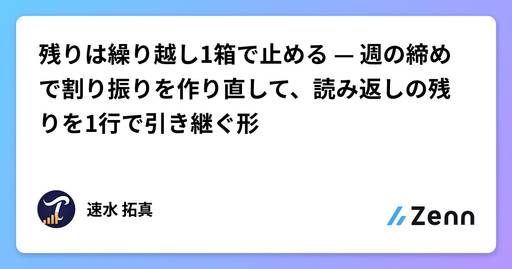 残りは繰り越し1箱で止める — 週の締め
で割り振りを作り直して、読み返しの残
りを1行で引き継ぐ形
速水 拓真
Zenn